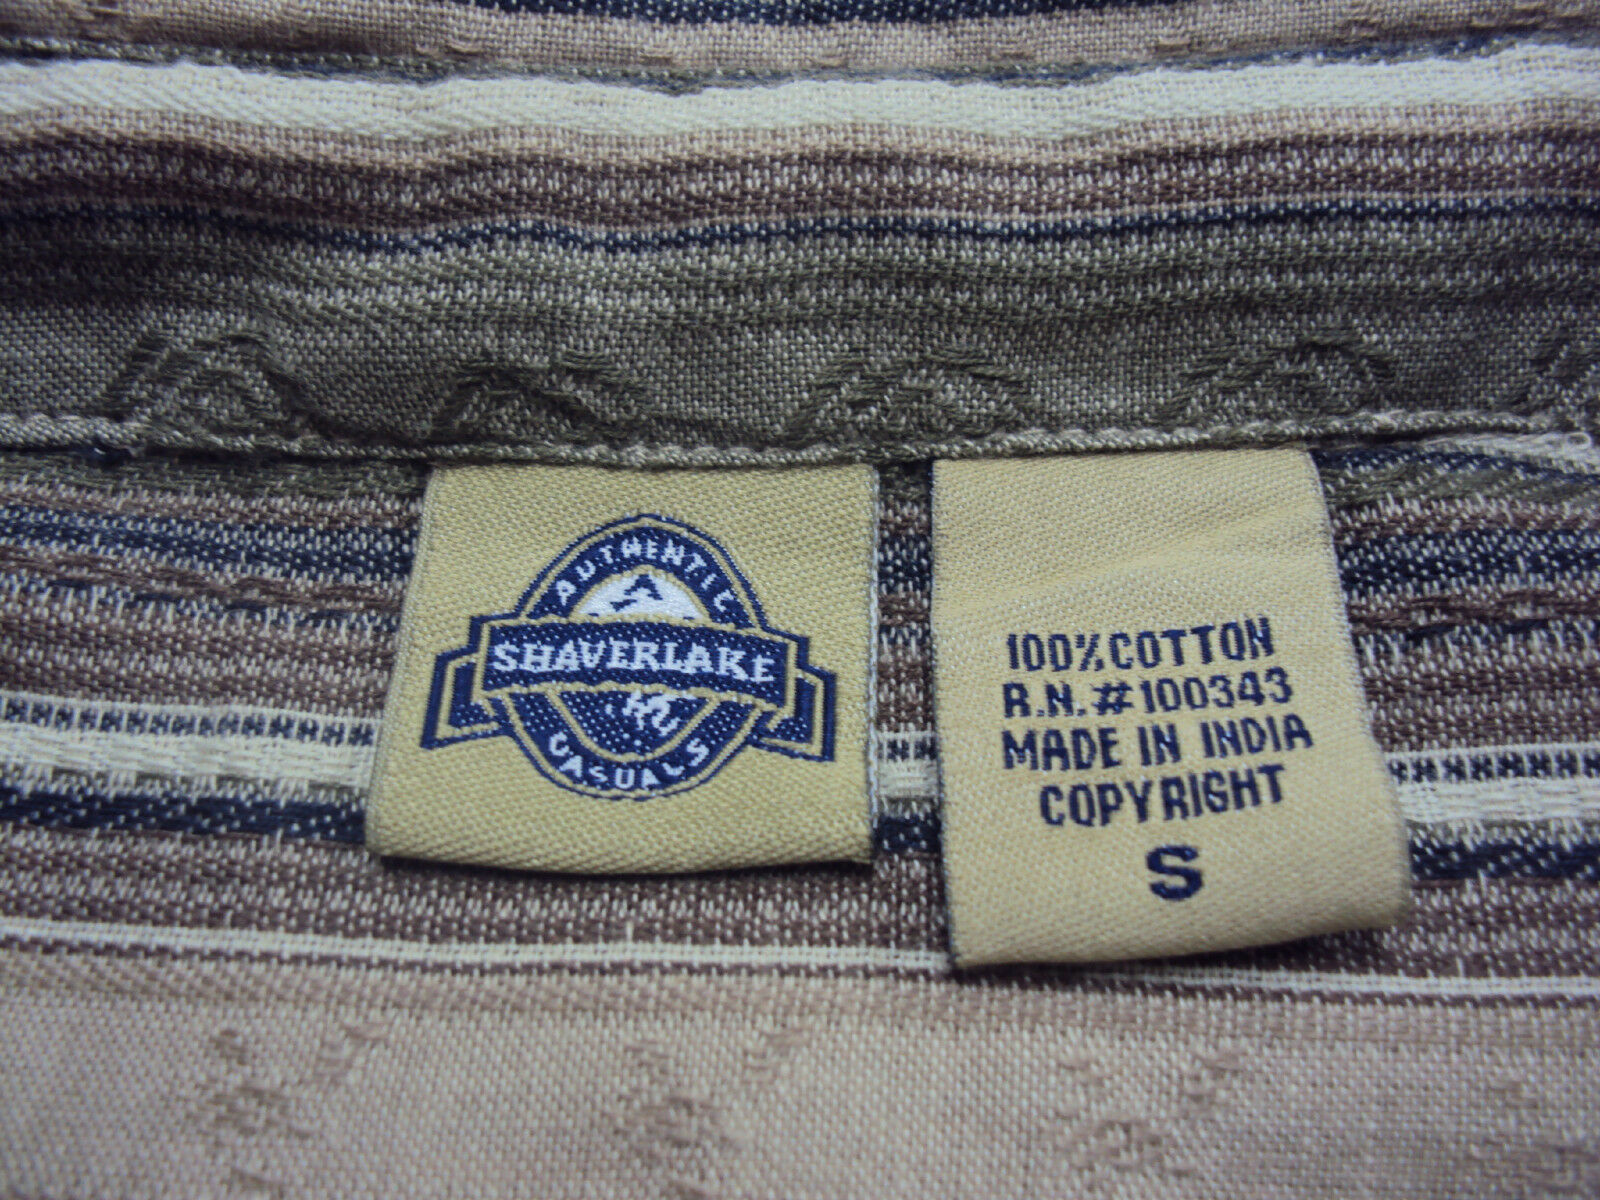 AUTHENTIC
SHAVERLAKE
CASUALS
100% COTTON
R.N. #100343
MADE IN INDIA
COPYRIGHT
S